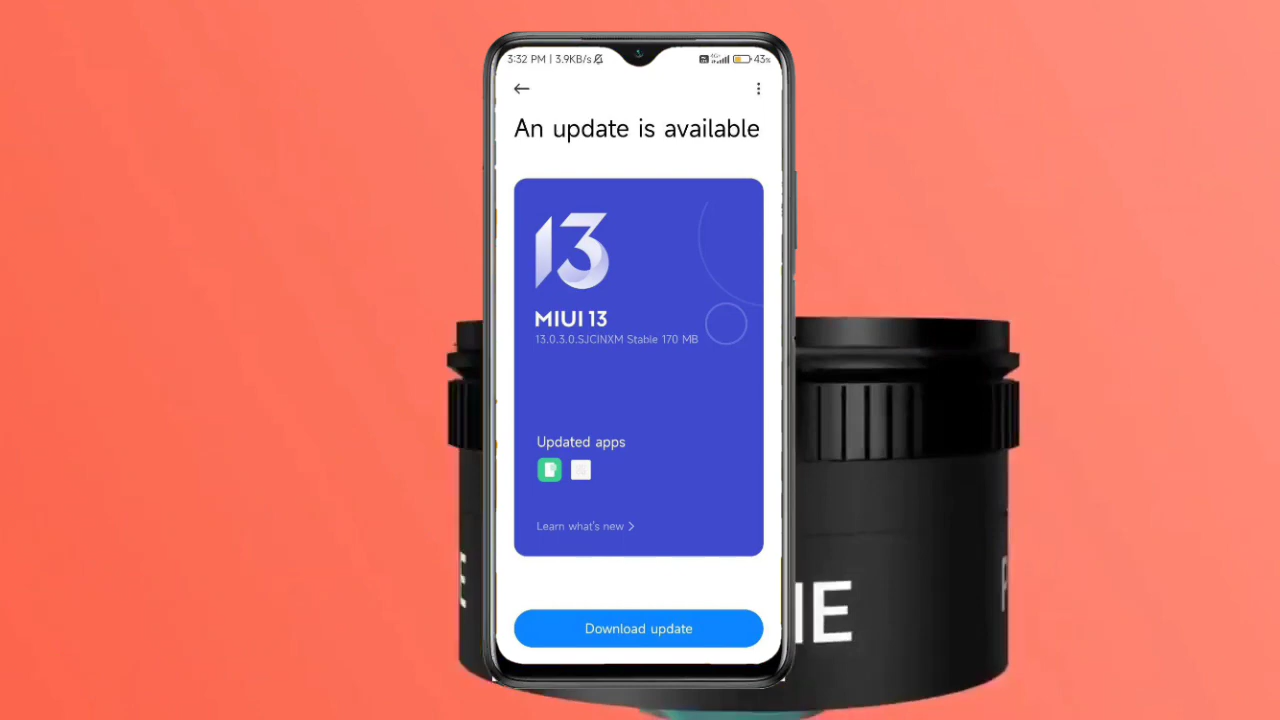 3:32 PM | 3.9KB/s
43%
An update is available
13
MIUI 13
13.0.3.0.SJCINXM Stable 170 MB
Updated apps
Learn what's new >
Download update